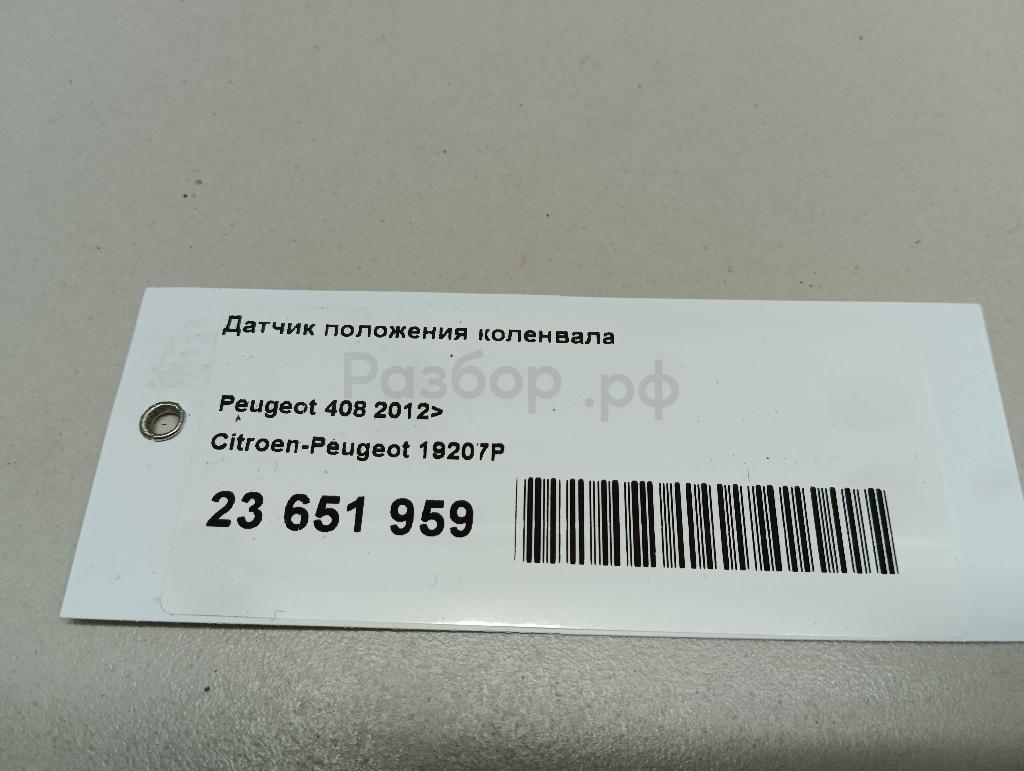 Датчик положения коленвала
Разбор.рф
Peugeot 408 2012>
Citroen-Peugeot 19207P
23 651 959